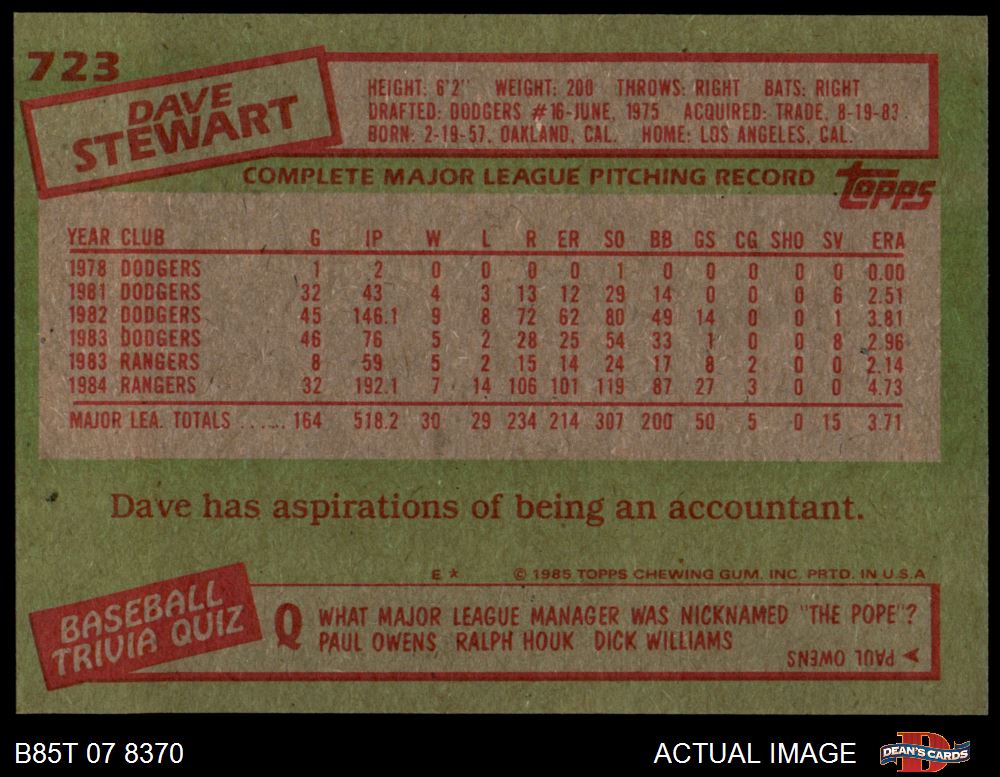 723
DAVE
STEWART
HEIGHT: 6'2" WEIGHT: 200 THROWS: RIGHT BATS: RIGHT
DRAFTED: DODGERS #16-JUNE, 1975 ACQUIRED: TRADE, 8-19-83
BORN: 2-19-57, OAKLAND, CAL. HOME: LOS ANGELES, CAL.
COMPLETE MAJOR LEAGUE PITCHING RECORD
topps
YEAR CLUB G IP W L R ER SO BB GS CG SHO SV ERA
1978 DODGERS 1 2 0 0 0 0 1 0 0 0 0 0 0.00
1981 DODGERS 32 43 4 3 13 12 29 14 0 0 0 6 2.51
1982 DODGERS 45 146.1 9 8 72 62 80 49 14 0 0 1 3.81
1983 DODGERS 46 76 5 2 28 25 54 33 1 0 0 8 2.96
1983 RANGERS 8 59 5 2 15 14 24 17 8 2 0 0 2.14
1984 RANGERS 32 192.1 7 14 106 101 119 87 27 3 0 0 4.73
MAJOR LEA. TOTALS ...... 164 518.2 30 29 234 214 307 200 50 5 0 15 3.71
Dave has aspirations of being an accountant.
E * © 1985 TOPPS CHEWING GUM. INC. PRTD. IN U.S.A
BASEBALL
TRIVIA QUIZ
Q WHAT MAJOR LEAGUE MANAGER WAS NICKNAMED "THE POPE"?
PAUL OWENS RALPH HOUK DICK WILLIAMS
PAUL OWENS
B85T 07 8370
ACTUAL IMAGE
DEAN'S CARDS